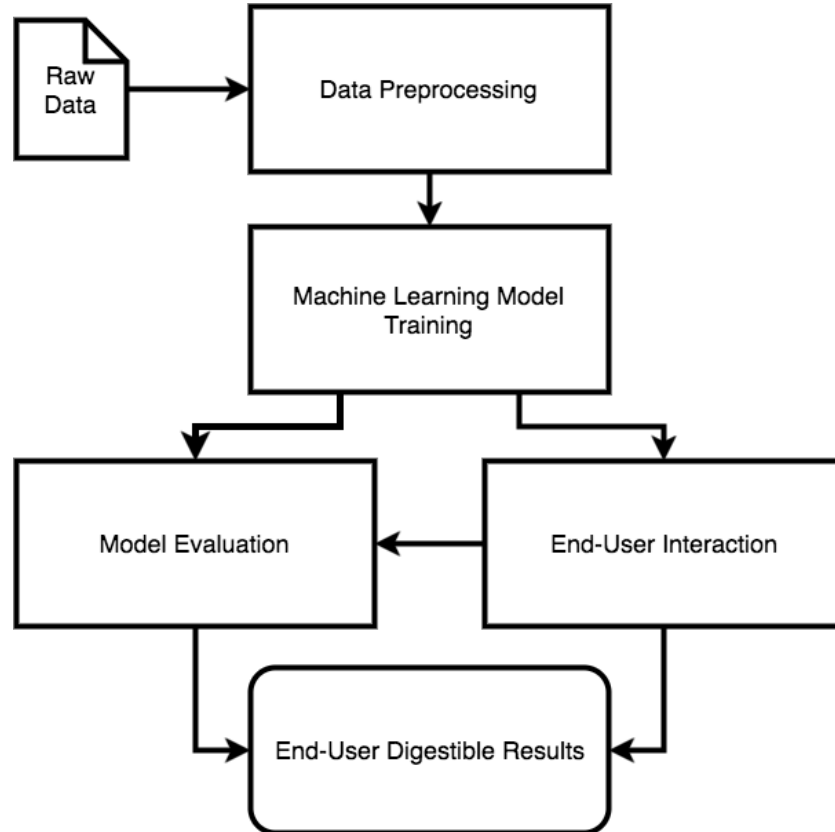 Raw
Data
Data Preprocessing
Machine Learning Model
Training
Model Evaluation
End-User Interaction
End-User Digestible Results